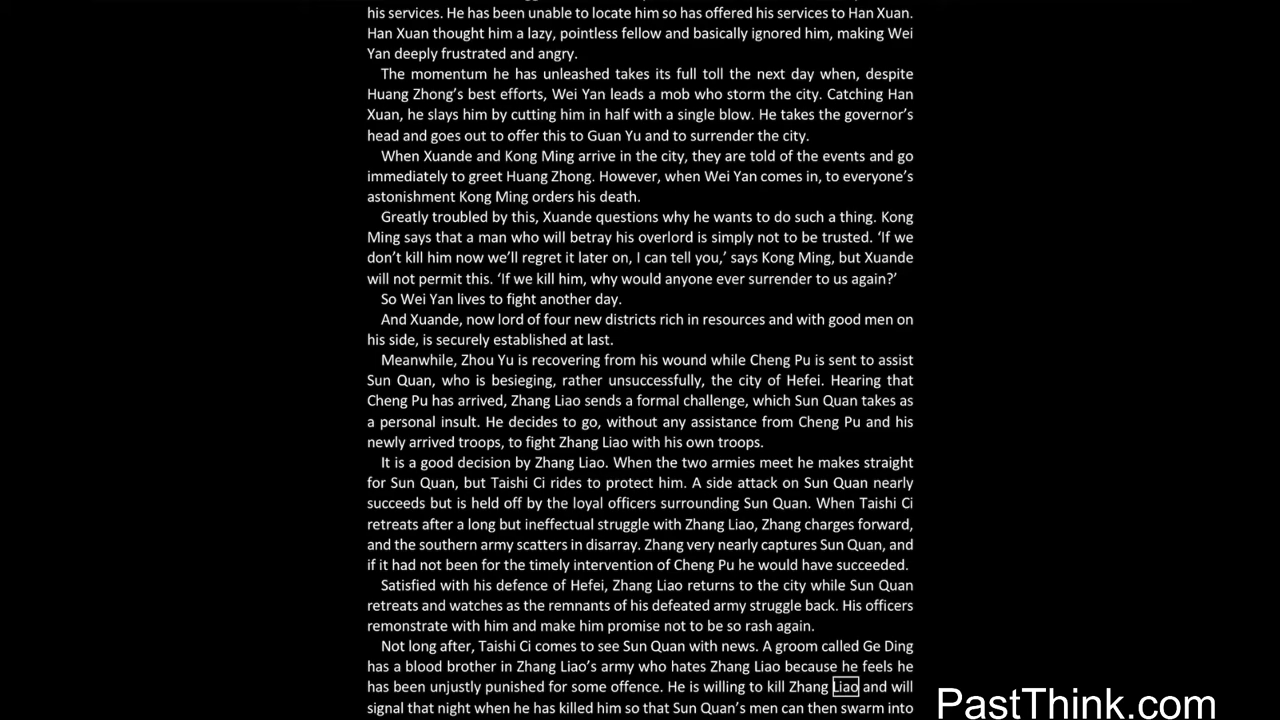 his services. He has been unable to locate him so has offered his services to Han Xuan.
Han Xuan thought him a lazy, pointless fellow and basically ignored him, making Wei
Yan deeply frustrated and angry.
The momentum he has unleashed takes its full toll the next day when, despite
Huang Zhong’s best efforts, Wei Yan leads a mob who storm the city. Catching Han
Xuan, he slays him by cutting him in half with a single blow. He takes the governor’s
head and goes out to offer this to Guan Yu and to surrender the city.
When Xuande and Kong Ming arrive in the city, they are told of the events and go
immediately to greet Huang Zhong. However, when Wei Yan comes in, to everyone’s
astonishment Kong Ming orders his death.
Greatly troubled by this, Xuande questions why he wants to do such a thing. Kong
Ming says that a man who will betray his overlord is simply not to be trusted. ‘If we
don’t kill him now we’ll regret it later on, I can tell you,’ says Kong Ming, but Xuande
will not permit this. ‘If we kill him, why would anyone ever surrender to us again?’
So Wei Yan lives to fight another day.
And Xuande, now lord of four new districts rich in resources and with good men on
his side, is securely established at last.
Meanwhile, Zhou Yu is recovering from his wound while Cheng Pu is sent to assist
Sun Quan, who is besieging, rather unsuccessfully, the city of Hefei. Hearing that
Cheng Pu has arrived, Zhang Liao sends a formal challenge, which Sun Quan takes as
a personal insult. He decides to go, without any assistance from Cheng Pu and his
newly arrived troops, to fight Zhang Liao with his own troops.
It is a good decision by Zhang Liao. When the two armies meet he makes straight
for Sun Quan, but Taishi Ci rides to protect him. A side attack on Sun Quan nearly
succeeds but is held off by the loyal officers surrounding Sun Quan. When Taishi Ci
retreats after a long but ineffectual struggle with Zhang Liao, Zhang charges forward,
and the southern army scatters in disarray. Zhang very nearly captures Sun Quan, and
if it had not been for the timely intervention of Cheng Pu he would have succeeded.
Satisfied with his defence of Hefei, Zhang Liao returns to the city while Sun Quan
retreats and watches as the remnants of his defeated army struggle back. His officers
remonstrate with him and make him promise not to be so rash again.
Not long after, Taishi Ci comes to see Sun Quan with news. A groom called Ge Ding
has a blood brother in Zhang Liao’s army who hates Zhang Liao because he feels he
has been unjustly punished for some offence. He is willing to kill Zhang Liao and will
signal that night when he has killed him so that Sun Quan’s men can then swarm into
PastThink.com